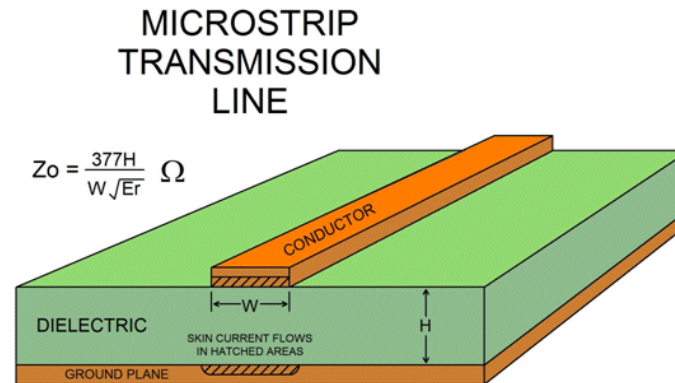 MICROSTRIP
TRANSMISSION
LINE
Zo = 377H / W√Er Ω
CONDUCTOR
W
H
DIELECTRIC
SKIN CURRENT FLOWS
IN HATCHED AREAS
GROUND PLANE